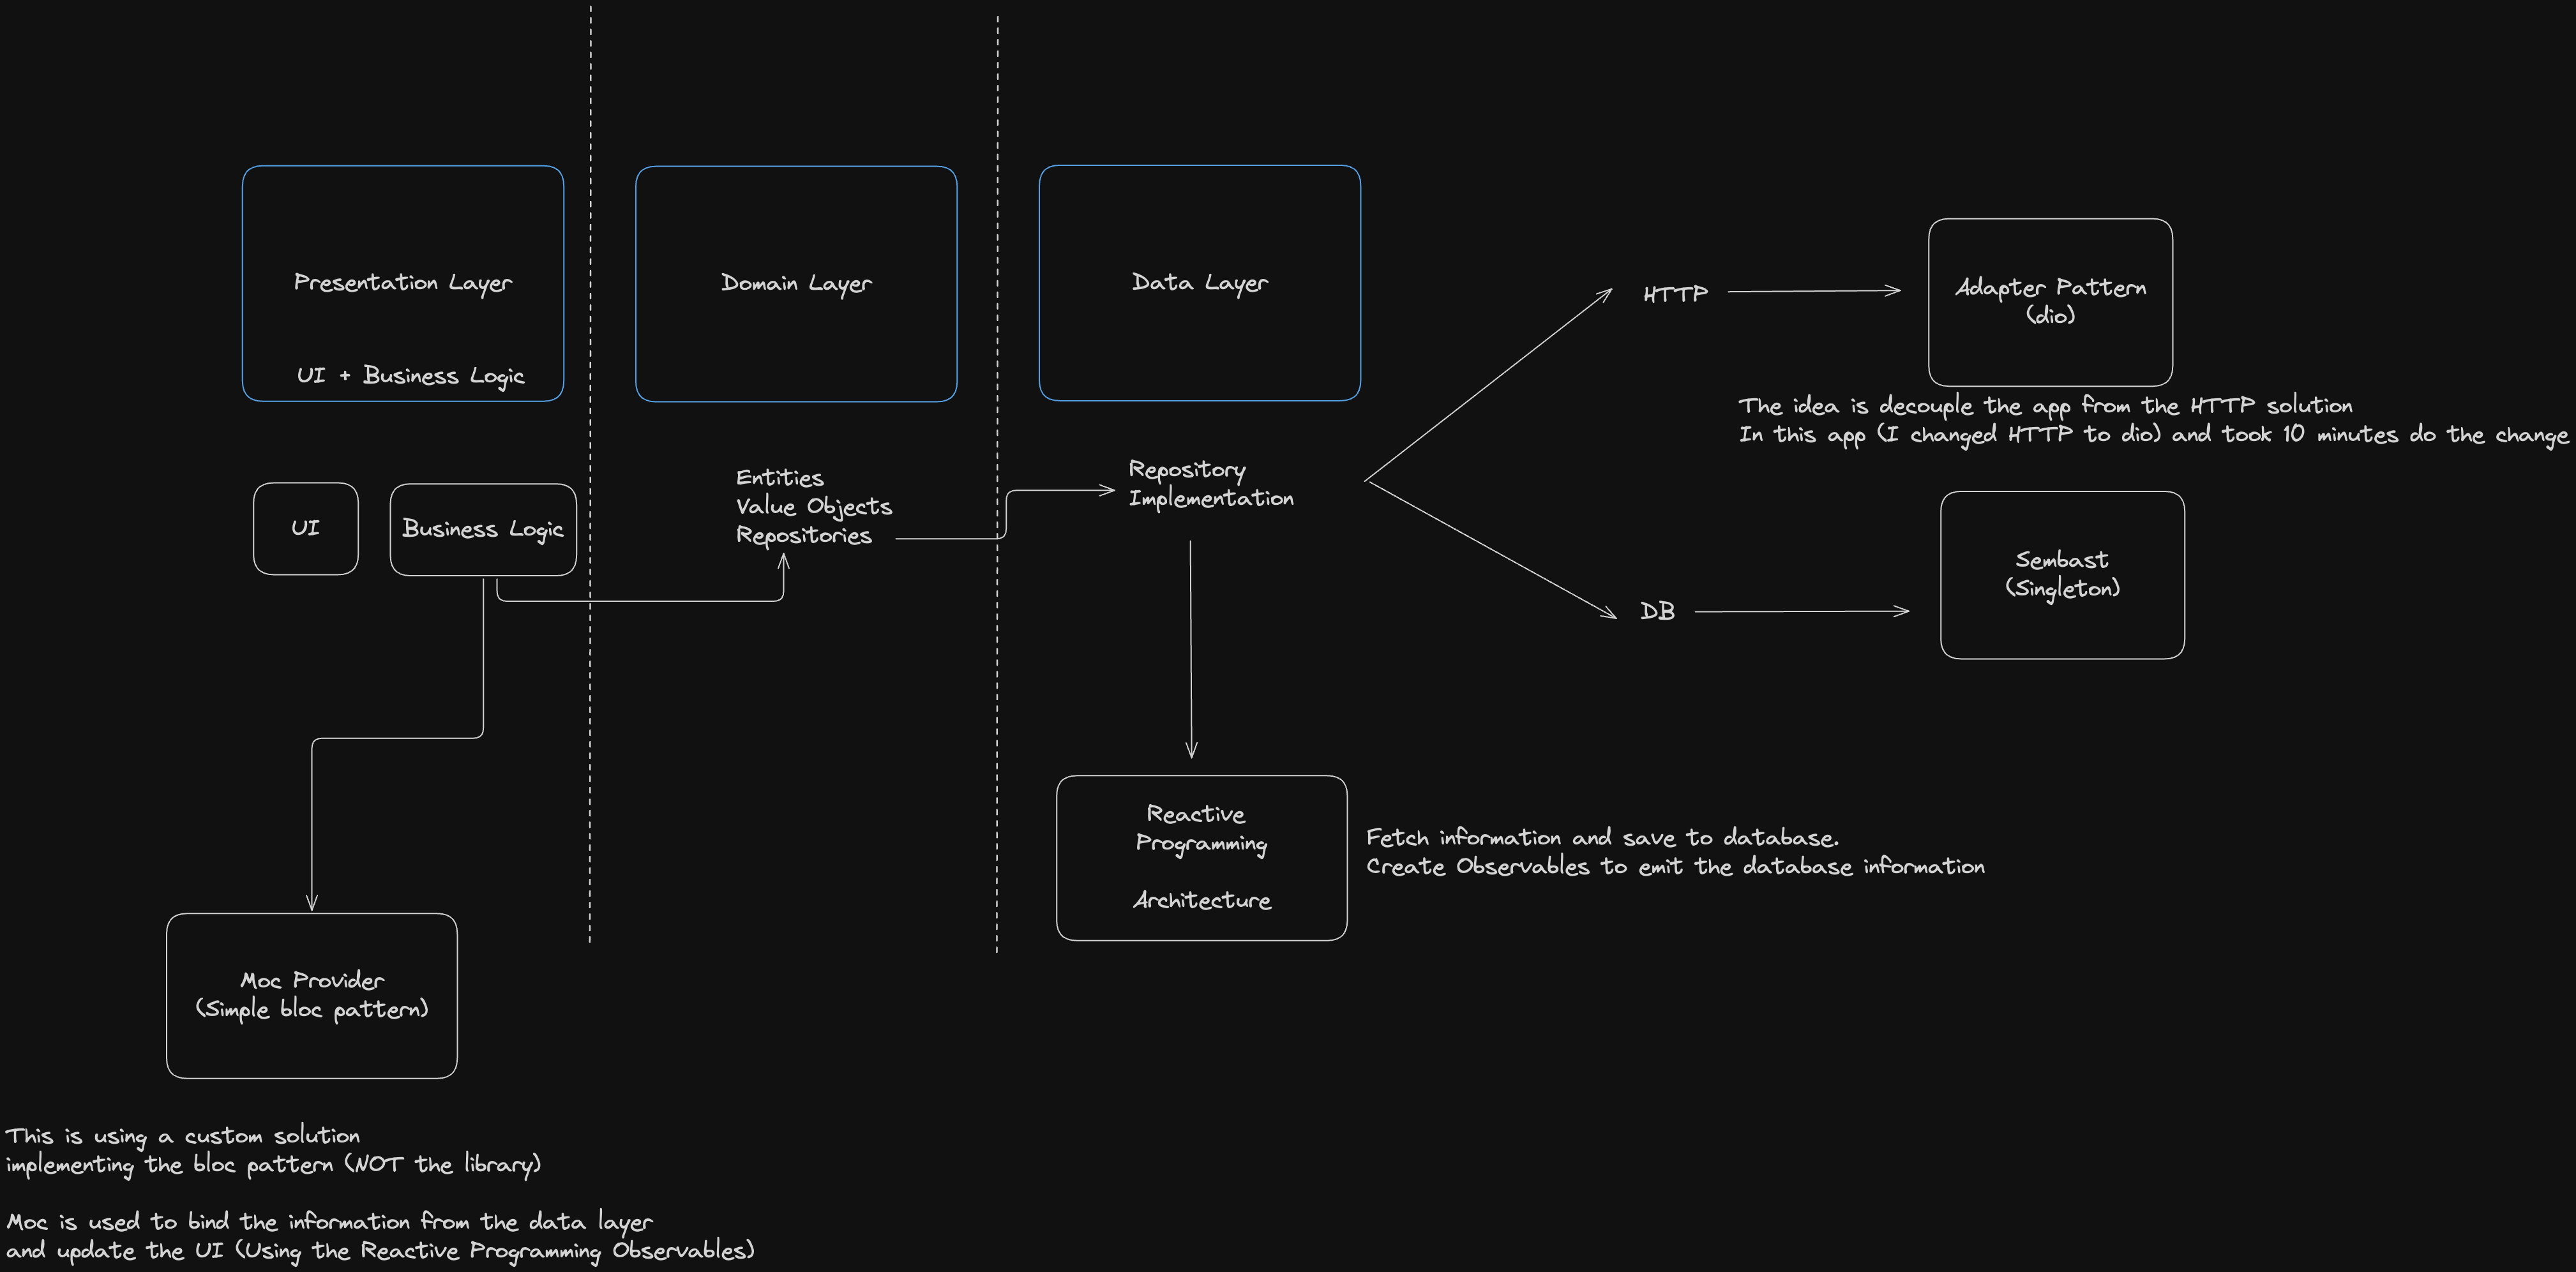 Presentation Layer
UI + Business Logic
Domain Layer
Data Layer
HTTP
Adapter Pattern
(dio)
The idea is decouple the app from the HTTP solution
In this app (I changed HTTP to dio) and took 10 minutes do the change
UI
Business Logic
Entities
Value Objects
Repositories
Repository
Implementation
DB
Sembast
(Singleton)
Reactive
Programming
Architecture
Fetch information and save to database.
Create Observables to emit the database information
Moc Provider
(Simple bloc pattern)
This is using a custom solution
implementing the bloc pattern (NOT the library)
Moc is used to bind the information from the data layer
and update the UI (Using the Reactive Programming Observables)